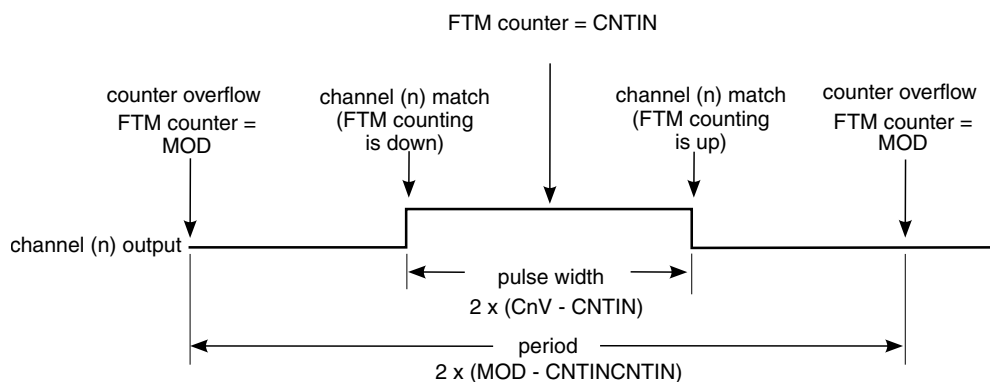 FTM counter = CNTIN
counter overflow
FTM counter =
MOD
channel (n) match
(FTM counting
is down)
channel (n) match
(FTM counting
is up)
counter overflow
FTM counter =
MOD
channel (n) output
pulse width
2 x (CnV - CNTIN)
period
2 x (MOD - CNTINCNTIN)